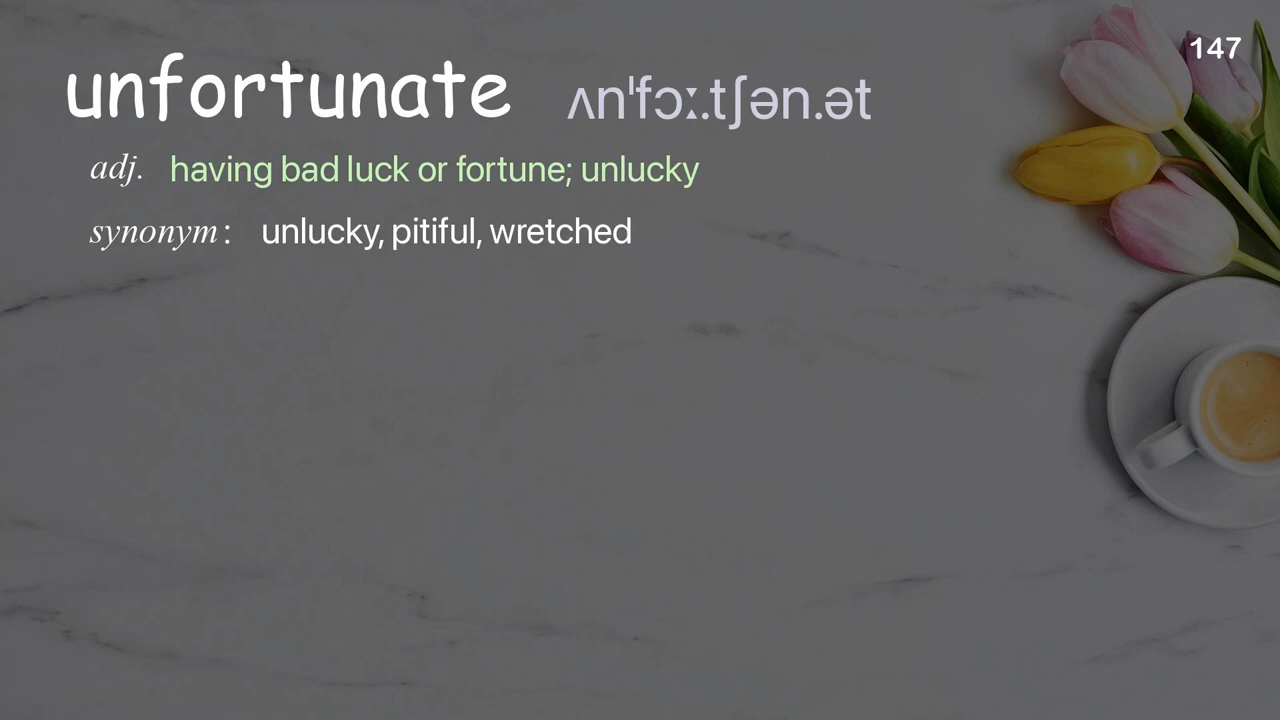 147
unfortunate ʌnˈfɔː.tʃən.ət
adj. having bad luck or fortune; unlucky
synonym: unlucky, pitiful, wretched